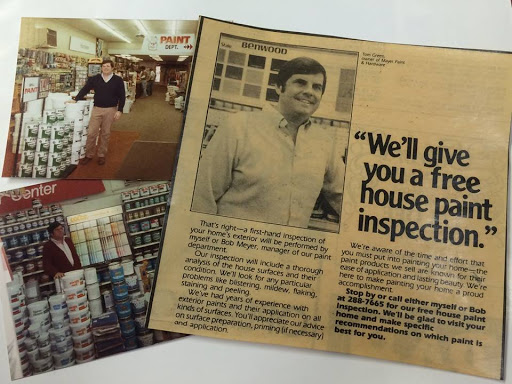 PAINT
DEPT.
PAINT
Center
BENWOOD
Tom Green,
owner of Meyer Paint
& Hardware
"We'll give
you a free
house paint
inspection."
That's right—a first-hand inspection of
your home's exterior will be performed by
myself or Bob Meyer, manager of our paint
department.
Our inspection will include a thorough
analysis of the house surfaces and their
condition. We'll look for any particular
problems like blistering, mildew, flaking,
staining and peeling.
We've had years of experience with
exterior paints and their application on all
kinds of surfaces. You'll appreciate our advice
on surface preparation, priming (if necessary)
and application.
We're aware of the time and effort that
you must put into painting your home—the
paint products we sell are known for their
ease of application and lasting beauty. We're
here to make painting your home a proud
accomplishment.
Stop by or call either myself or Bob
at 288-7655 for our free house paint
inspection. We'll be glad to visit your
home and make specific
recommendations on which paint is
best for you.